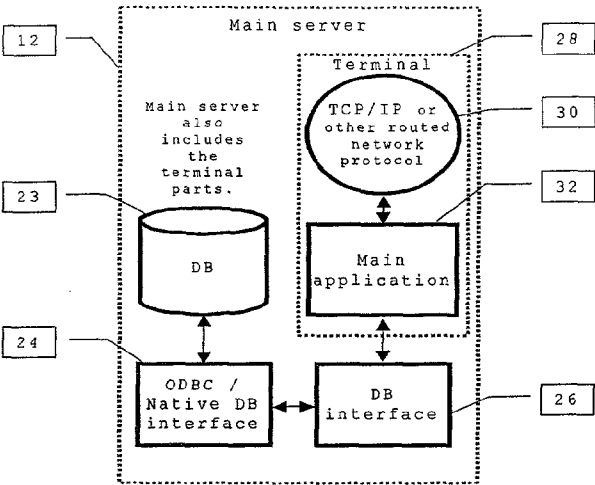 Main server
12
28
Terminal
TCP/IP or
other routed
network
protocol
30
Main server
also
includes
the
terminal
parts.
32
23
DB
Main
application
24
ODBC /
Native DB
interface
DB
interface
26